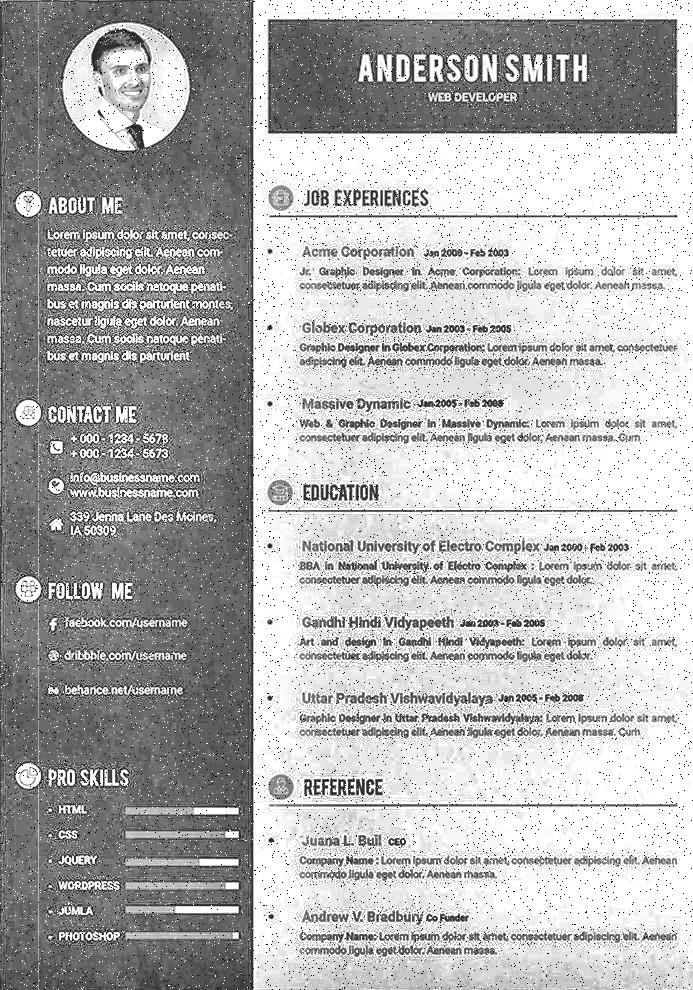 ANDERSON SMITH
WEB DEVELOPER
ABOUT ME
Lorem ipsum dolor sit amet, consec-
tetuer adipiscing elit. Aenean com-
modo ligula eget dolor. Aenean
massa. Cum sociis natoque penati-
bus et magnis dis parturient montes,
nascetur ligula eget dolor. Aenean
massa. Cum sociis natoque penati-
bus et magnis dis parturient
CONTACT ME
+ 000 - 1234 - 5678
+ 000 - 1234 - 5673
info@businessname.com
www.businessname.com
339 Jenna Lane Des Moines,
IA 50309
FOLLOW ME
facbook.com/username
dribbble.com/username
behance.net/username
PRO SKILLS
HTML
CSS
JQUERY
WORDPRESS
JUMLA
PHOTOSHOP
JOB EXPERIENCES
Acme Corporation Jan 2000 - Feb 2003
Jr. Graphic Designer in Acme Corporation: Lorem ipsum dolor sit amet,
consectetuer adipiscing elit. Aenean commodo ligula eget dolor. Aenean massa.
Globex Corporation Jan 2003 - Feb 2005
Graphic Designer in Globex Corporation: Lorem ipsum dolor sit amet, consectetuer
adipiscing elit. Aenean commodo ligula eget dolor. Aenean massa.
Massive Dynamic Jan 2005 - Feb 2008
Web & Graphic Designer in Massive Dynamic: Lorem ipsum dolor sit amet,
consectetuer adipiscing elit. Aenean ligula eget dolor. Aenean massa. Cum
EDUCATION
National University of Electro Complex Jan 2000 - Feb 2003
BBA in National University of Electro Complex : Lorem ipsum dolor sit amet,
consectetuer adipiscing elit. Aenean commodo ligula eget dolor.
Gandhi Hindi Vidyapeeth Jan 2003 - Feb 2005
Art and design in Gandhi Hindi Vidyapeeth: Lorem ipsum dolor sit amet,
consectetuer adipiscing elit. Aenean commodo ligula eget dolor.
Uttar Pradesh Vishwavidyalaya Jan 2005 - Feb 2008
Graphic Designer in Uttar Pradesh Vishwavidyalaya: Lorem ipsum dolor sit amet,
consectetuer adipiscing elit. Aenean ligula eget dolor. Aenean massa. Cum
REFERENCE
Juana L. Bull CEO
Company Name : Lorem ipsum dolor sit amet, consectetuer adipiscing elit. Aenean
commodo ligula eget dolor. Aenean massa.
Andrew V. Bradbury Co Funder
Company Name: Lorem ipsum dolor sit amet, consectetuer adipiscing elit. Aenean
commodo ligula eget dolor. Aenean massa.